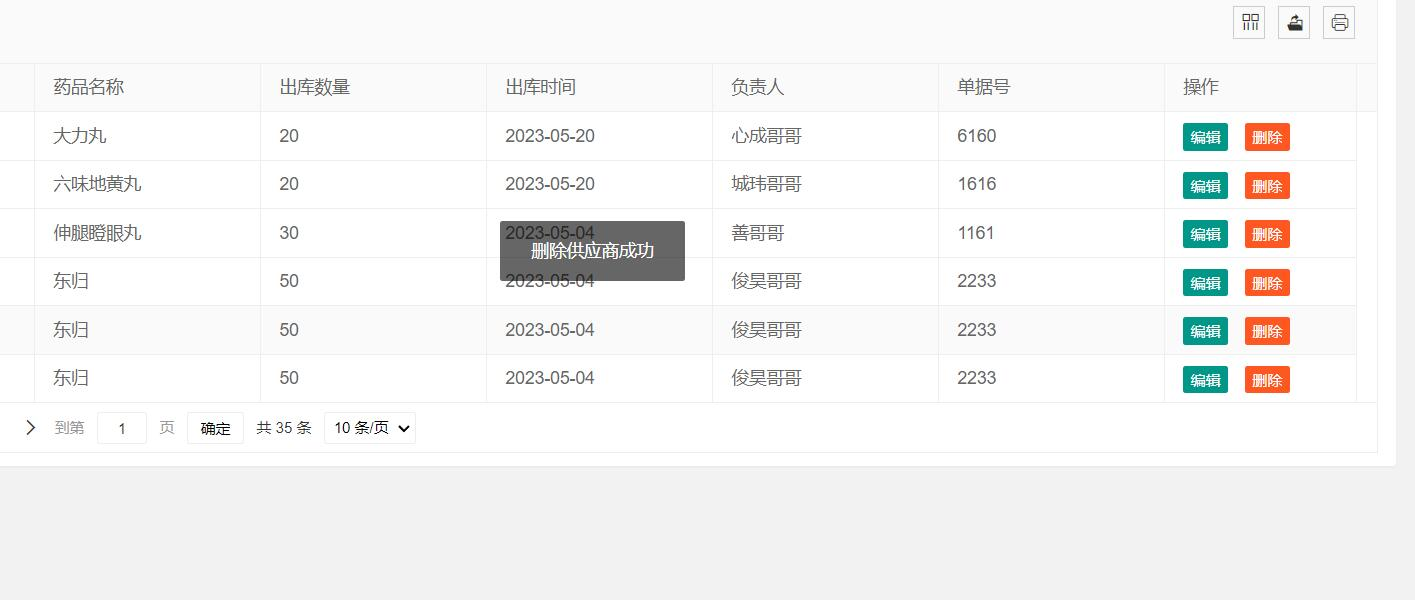 药品名称 出库数量 出库时间 负责人 单据号 操作
大力丸 20 2023-05-20 心成哥哥 6160 编辑 删除
六味地黄丸 20 2023-05-20 城玮哥哥 1616 编辑 删除
伸腿瞪眼丸 30 2023-05-04 善哥哥 1161 编辑 删除
删除供应商成功
东归 50 2023-05-04 俊昊哥哥 2233 编辑 删除
东归 50 2023-05-04 俊昊哥哥 2233 编辑 删除
东归 50 2023-05-04 俊昊哥哥 2233 编辑 删除
到第 1 页 确定 共 35 条 10 条/页